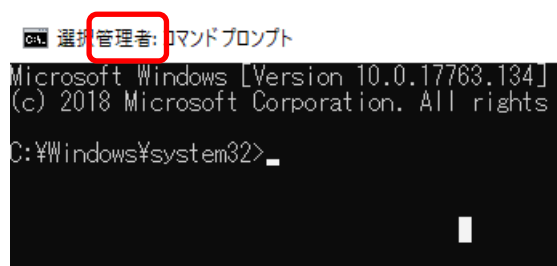 選択管理者: コマンド プロンプト
Microsoft Windows [Version 10.0.17763.134]
(c) 2018 Microsoft Corporation. All rights
C:¥Windows¥system32>